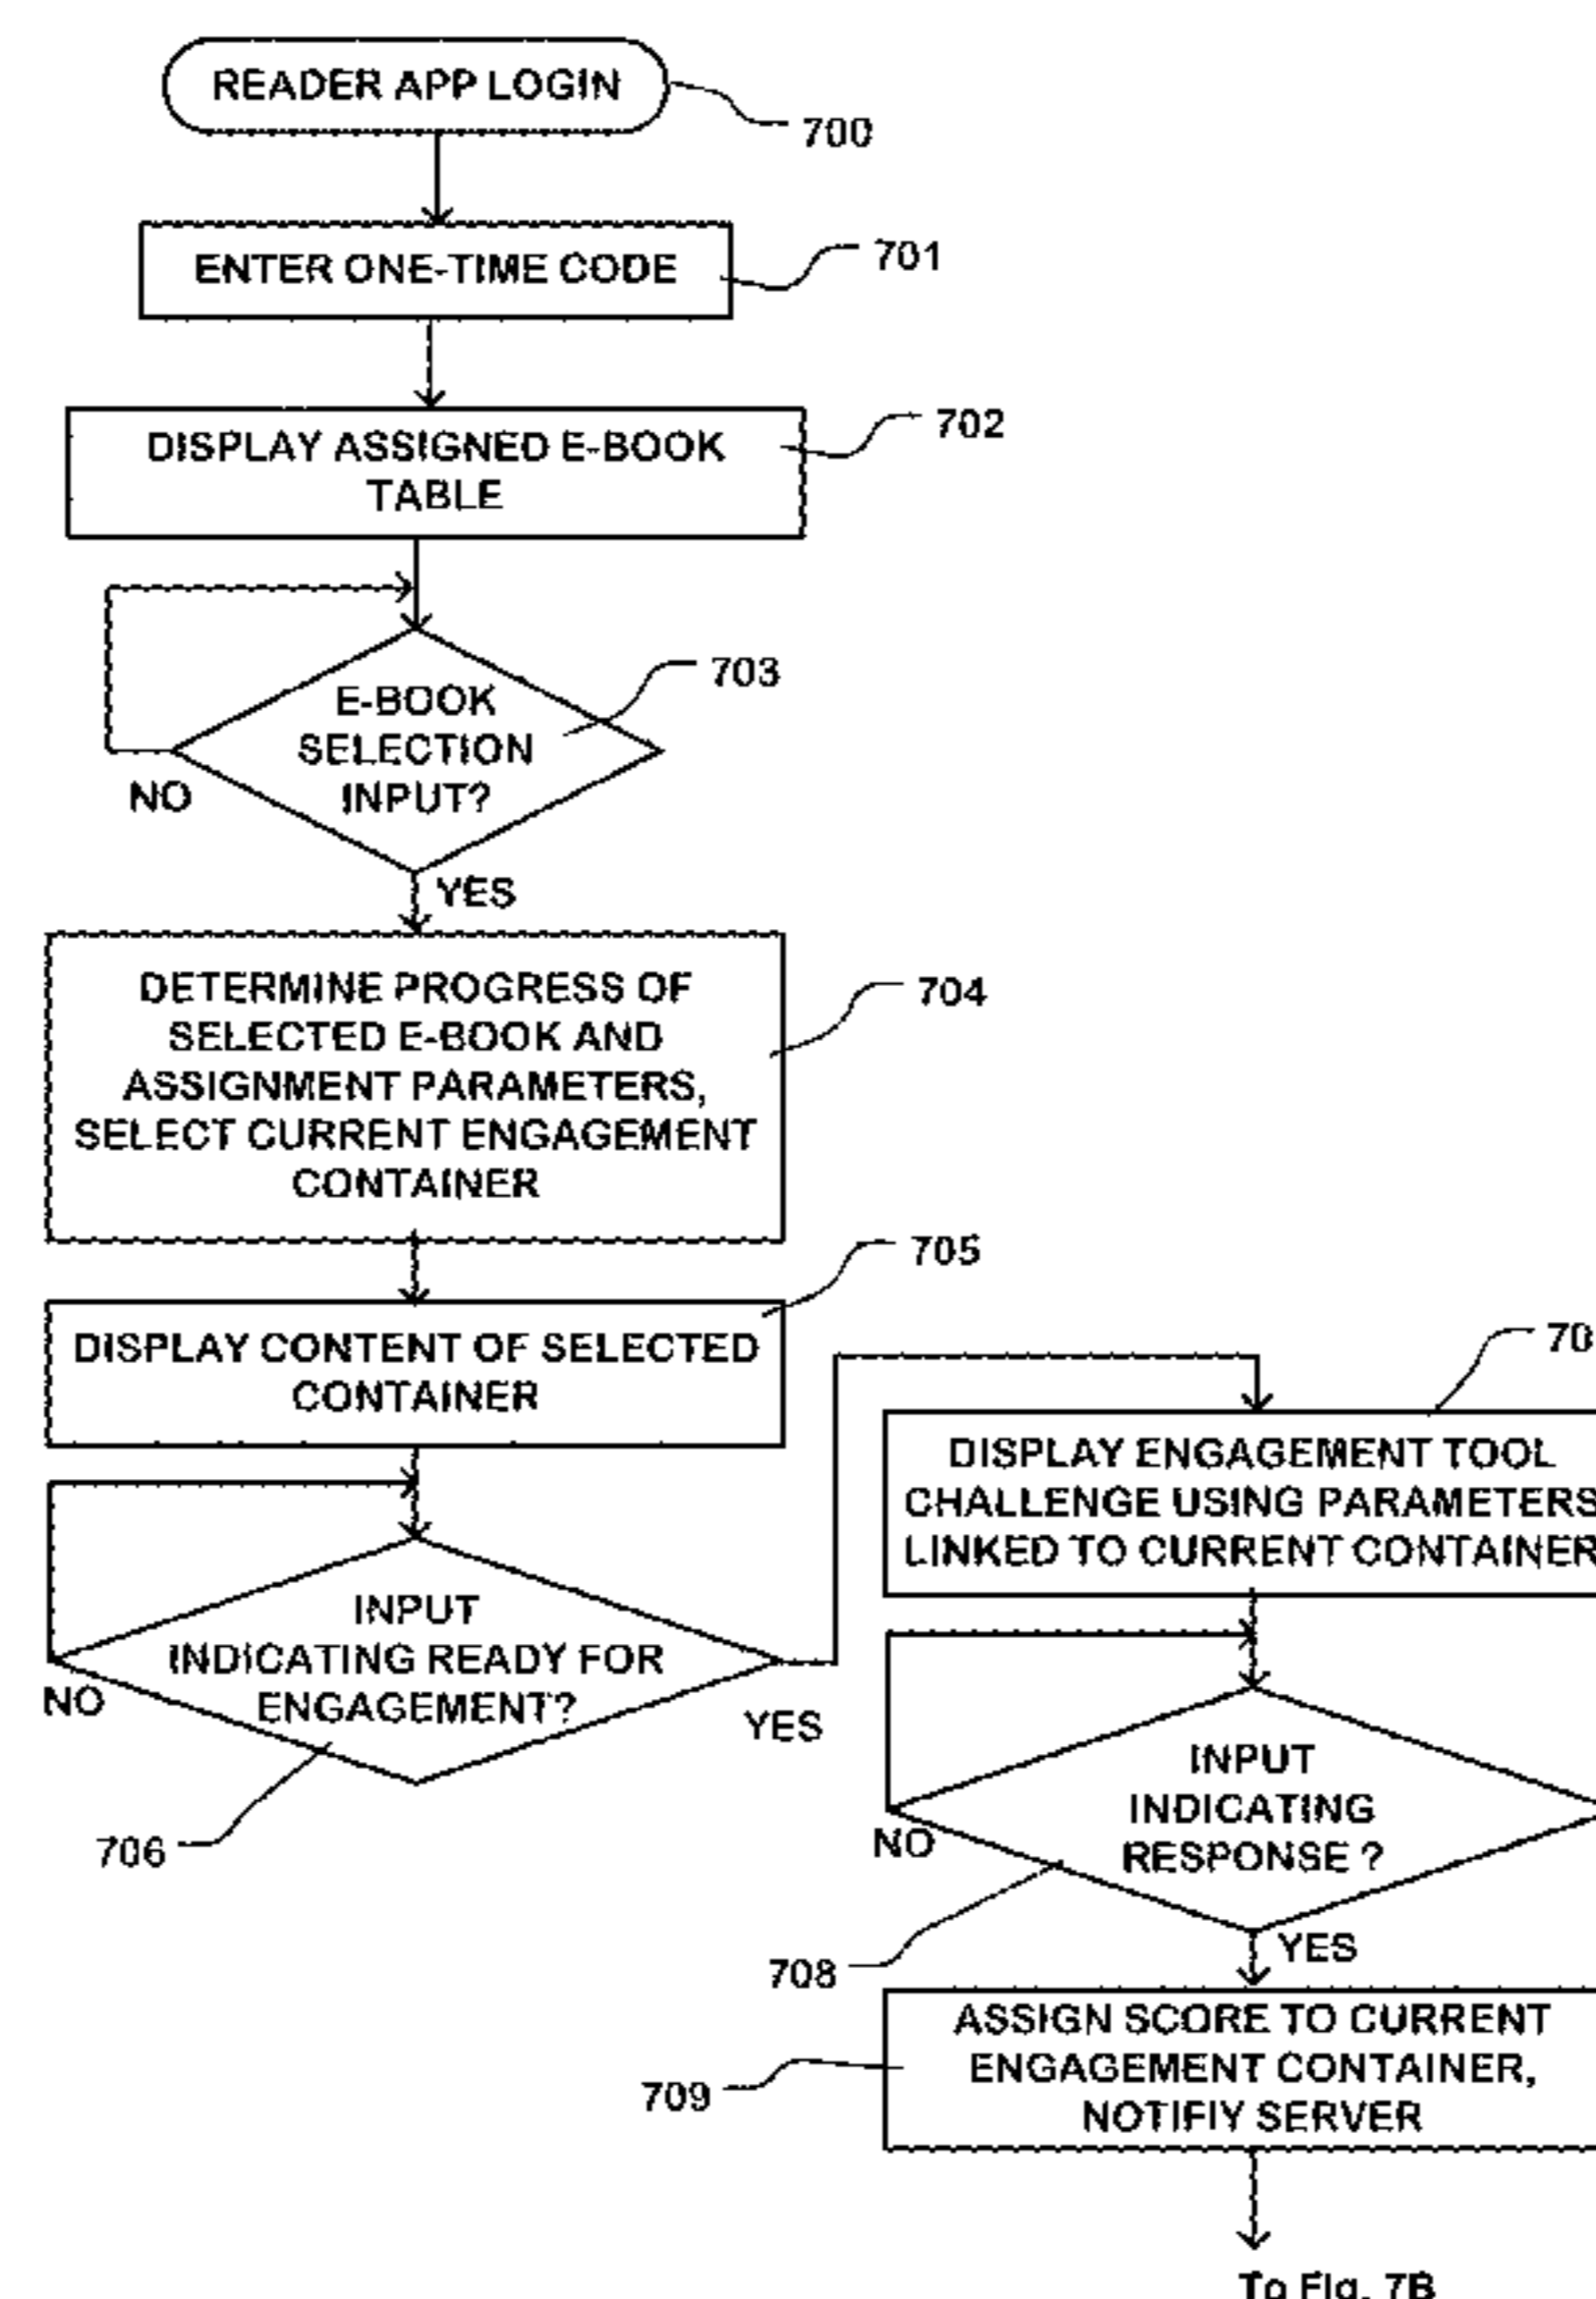 READER APP LOGIN
700
ENTER ONE-TIME CODE
701
DISPLAY ASSIGNED E-BOOK
TABLE
702
E-BOOK
SELECTION
INPUT?
703
NO
YES
DETERMINE PROGRESS OF
SELECTED E-BOOK AND
ASSIGNMENT PARAMETERS,
SELECT CURRENT ENGAGEMENT
CONTAINER
704
DISPLAY CONTENT OF SELECTED
CONTAINER
705
INPUT
INDICATING READY FOR
ENGAGEMENT?
NO
YES
706
70
DISPLAY ENGAGEMENT TOOL
CHALLENGE USING PARAMETERS
LINKED TO CURRENT CONTAINER
INPUT
INDICATING
RESPONSE ?
NO
YES
708
ASSIGN SCORE TO CURRENT
ENGAGEMENT CONTAINER,
NOTIFIY SERVER
709
To Fig. 7B